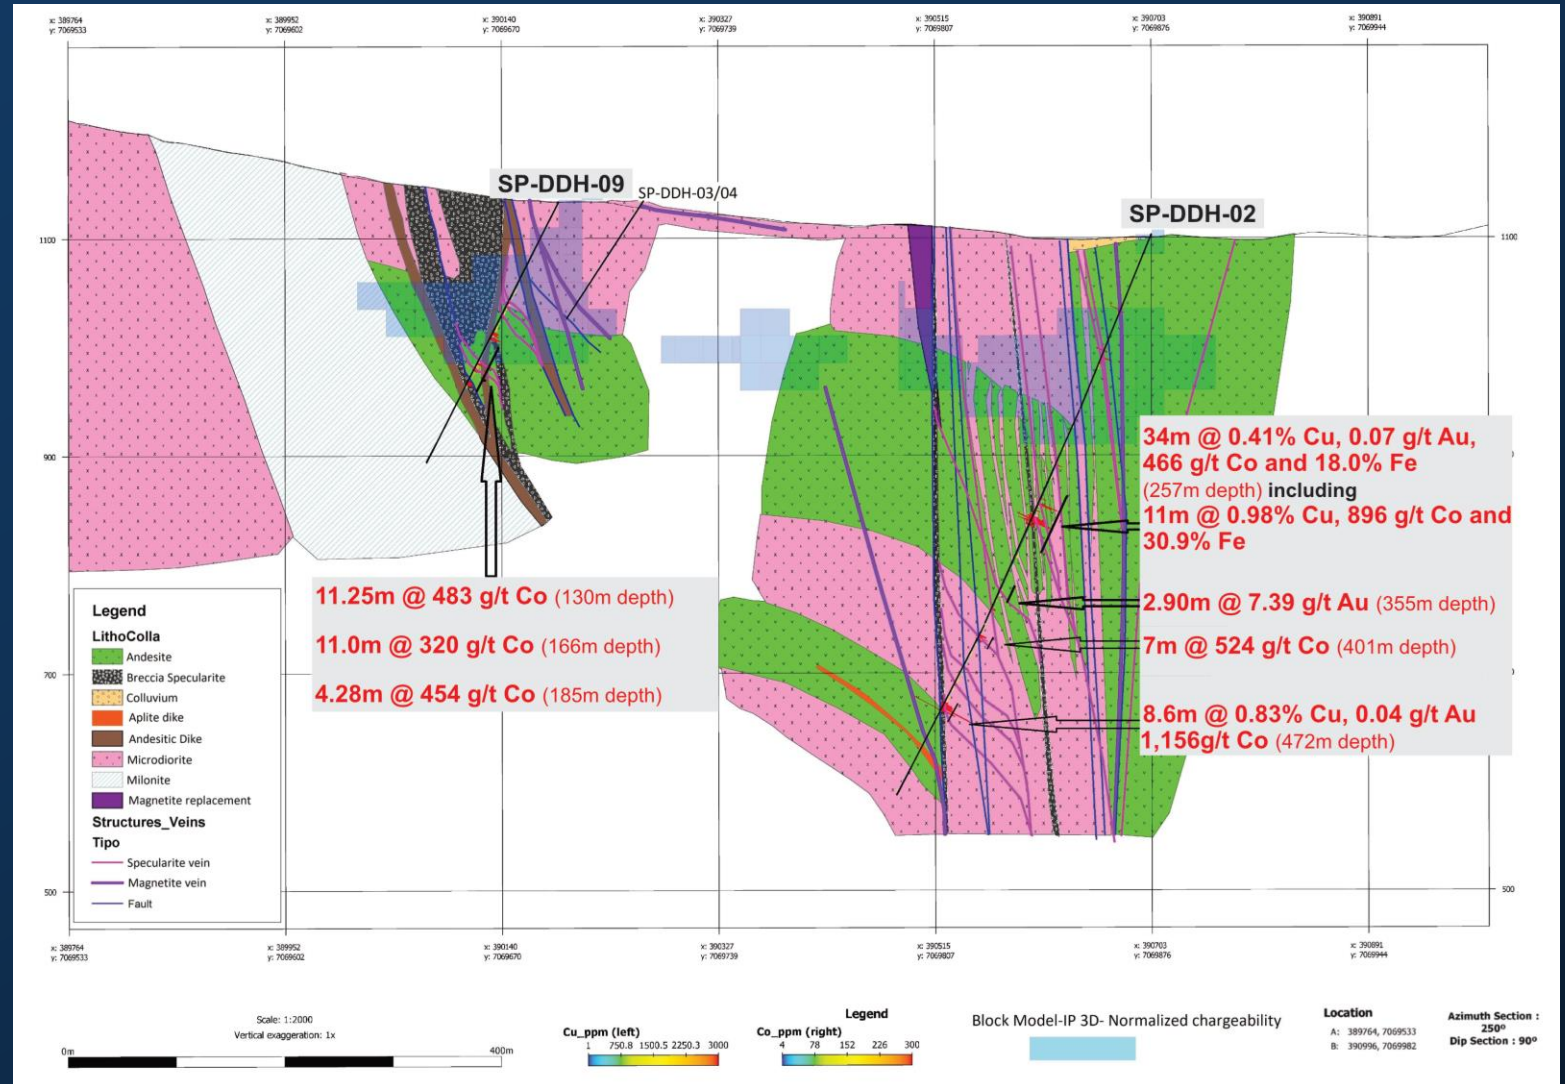 x: 389764
y: 7069533
x: 389952
y: 7069602
x: 390140
y: 7069670
x: 390327
y: 7069739
x: 390515
y: 7069807
x: 390703
y: 7069876
x: 390891
y: 7069944
SP-DDH-09
SP-DDH-03/04
SP-DDH-02
1100
1100
900
700
500
500
34m @ 0.41% Cu, 0.07 g/t Au,
466 g/t Co and 18.0% Fe
(257m depth) including
11m @ 0.98% Cu, 896 g/t Co and
30.9% Fe
2.90m @ 7.39 g/t Au (355m depth)
7m @ 524 g/t Co (401m depth)
8.6m @ 0.83% Cu, 0.04 g/t Au
1,156g/t Co (472m depth)
11.25m @ 483 g/t Co (130m depth)
11.0m @ 320 g/t Co (166m depth)
4.28m @ 454 g/t Co (185m depth)
Legend
LithoColla
Andesite
Breccia Specularite
Colluvium
Aplite dike
Andesitic Dike
Microdiorite
Milonite
Magnetite replacement
Structures_Veins
Tipo
Specularite vein
Magnetite vein
Fault
x: 389764
y: 7069533
x: 389952
y: 7069602
x: 390140
y: 7069670
x: 390327
y: 7069739
x: 390515
y: 7069807
x: 390703
y: 7069876
x: 390891
y: 7069944
Scale: 1:2000
Vertical exaggeration: 1x
0m 400m
Legend
Cu_ppm (left)
1 750.8 1500.5 2250.3 3000
Co_ppm (right)
4 78 152 226 300
Block Model-IP 3D- Normalized chargeability
Location
A: 389764, 7069533
B: 390996, 7069982
Azimuth Section :
250º
Dip Section : 90º